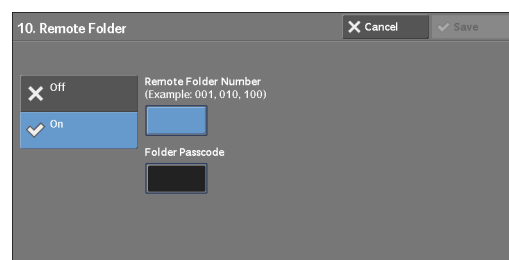 10. Remote Folder
Cancel
Save
Off
On
Remote Folder Number
(Example: 001, 010, 100)
Folder Passcode